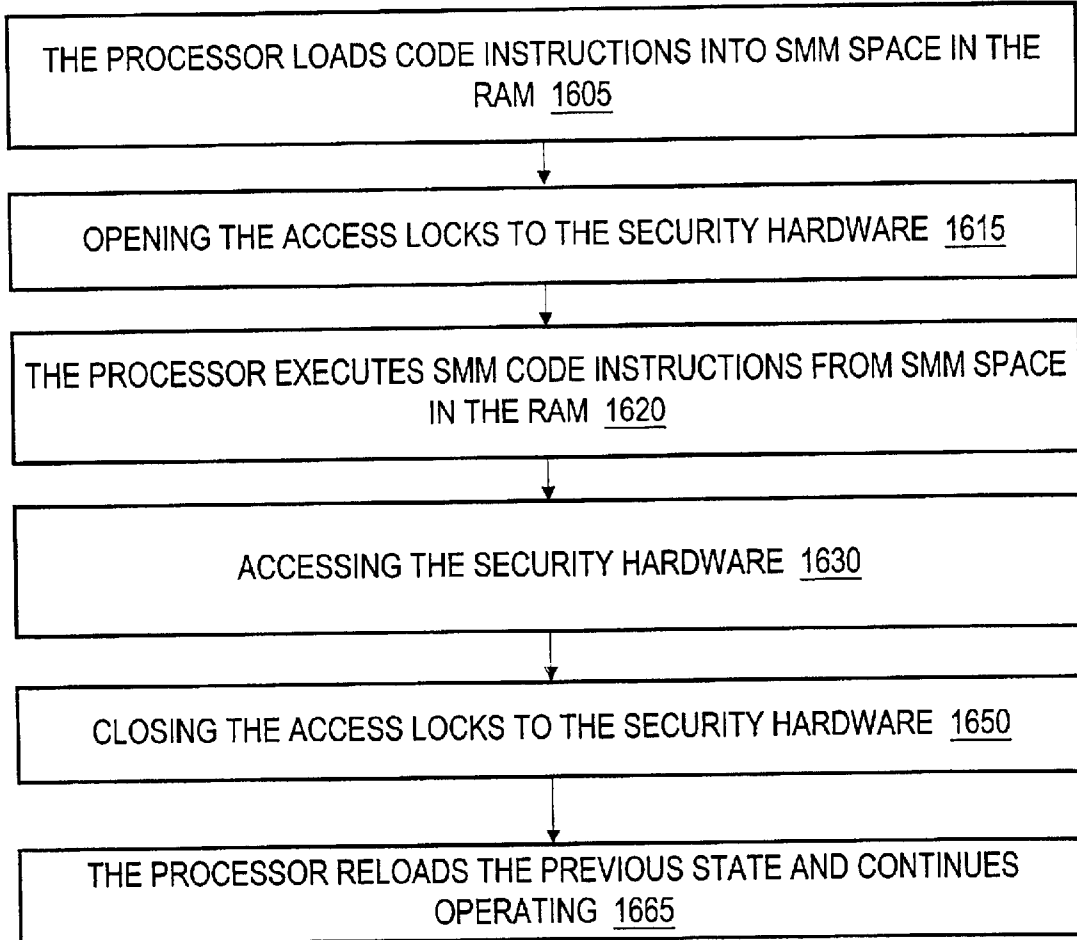 THE PROCESSOR LOADS CODE INSTRUCTIONS INTO SMM SPACE IN THE
RAM 1605
OPENING THE ACCESS LOCKS TO THE SECURITY HARDWARE 1615
THE PROCESSOR EXECUTES SMM CODE INSTRUCTIONS FROM SMM SPACE
IN THE RAM 1620
ACCESSING THE SECURITY HARDWARE 1630
CLOSING THE ACCESS LOCKS TO THE SECURITY HARDWARE 1650
THE PROCESSOR RELOADS THE PREVIOUS STATE AND CONTINUES
OPERATING 1665